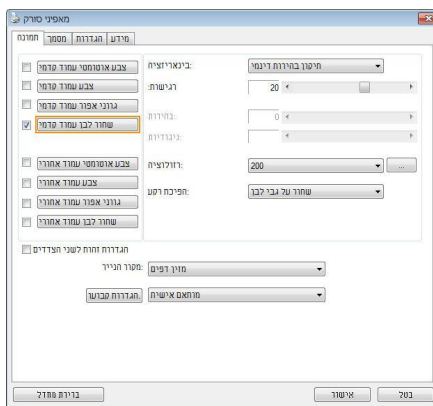 מאפיני סורק
תמונה
מסמך
הגדרות
מידע
צבע אוטומטי עמוד קדמי
צבע עמוד קדמי
גווני אפור עמוד קדמי
שחור לבן עמוד קדמי
צבע אוטומטי עמוד אחורי
צבע עמוד אחורי
גווני אפור עמוד אחורי
שחור לבן עמוד אחורי
בינאריזציה: תיקון בהירות דינמי
רגישות: 20
בהירות: 0
ניגודיות:
רזולוציה: 200 ...
הפיכת רקע: שחור על גבי לבן
הגדרות זהות לשני הצדדים
מקור הנייר: מזין דפים
הגדרות קבוער. מותאם אישית
ברירת מחדל
אישור
בטל